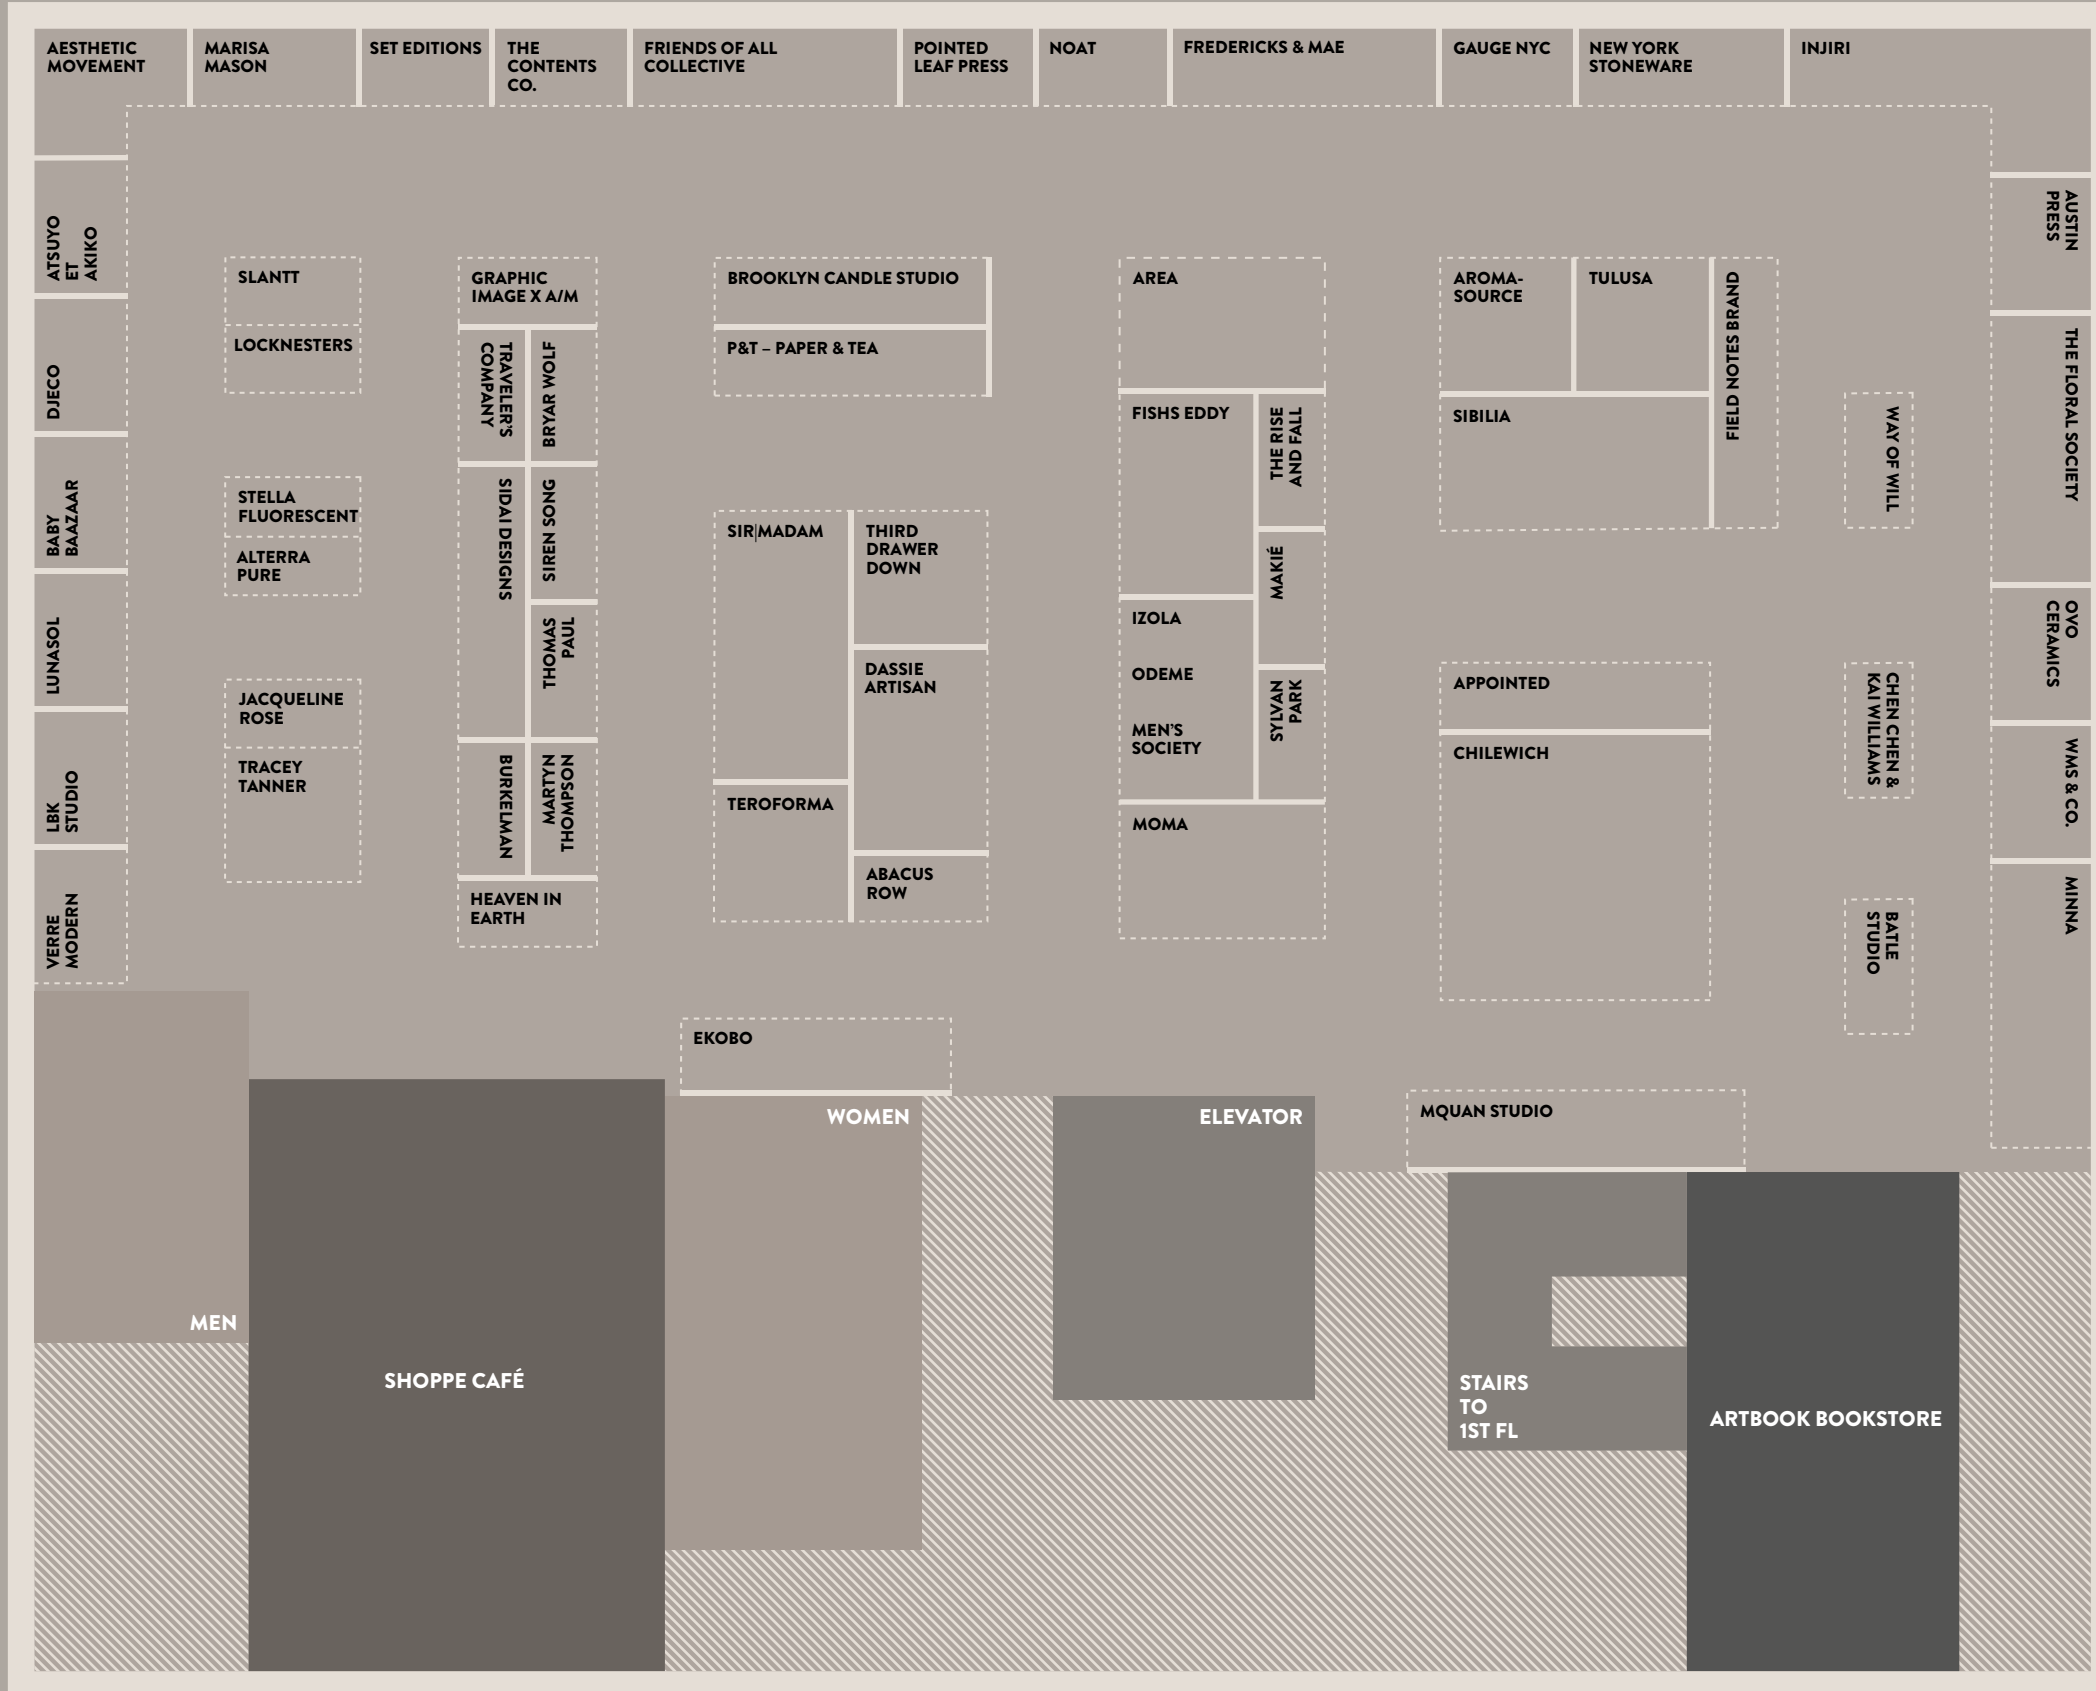 AESTHETIC
MOVEMENT
MARISA
MASON
SET EDITIONS
THE
CONTENTS
CO.
FRIENDS OF ALL
COLLECTIVE
POINTED
LEAF PRESS
NOAT
FREDERICKS & MAE
GAUGE NYC
NEW YORK
STONEWARE
INJIRI
ATSUYO
ET
AKIKO
DJECO
BABY
BAAZAAR
LUNASOL
LBK
STUDIO
VERRE
MODERN
SLANTT
LOCKNESTERS
STELLA
FLUORESCENT
ALTERRA
PURE
JACQUELINE
ROSE
TRACEY
TANNER
GRAPHIC
IMAGE X A/M
TRAVELER'S
COMPANY
BRYAR WOLF
SIDAI DESIGNS
SIREN SONG
THOMAS
PAUL
BURKELMAN
MARTYN
THOMPSON
HEAVEN IN
EARTH
BROOKLYN CANDLE STUDIO
P&T – PAPER & TEA
SIR|MADAM
THIRD
DRAWER
DOWN
DASSIE
ARTISAN
TEROFORMA
ABACUS
ROW
AREA
FISHS EDDY
THE RISE
AND FALL
MAKIÉ
IZOLA
ODEME
MEN'S
SOCIETY
SYLVAN
PARK
MOMA
AROMA-
SOURCE
TULUSA
FIELD NOTES BRAND
SIBILIA
APPOINTED
CHILEWICH
WAY OF WILL
CHEN CHEN &
KAI WILLIAMS
BATLE
STUDIO
AUSTIN
PRESS
THE FLORAL SOCIETY
OVO
CERAMICS
WMS & CO.
MINNA
EKOBO
MQUAN STUDIO
MEN
SHOPPE CAFÉ
WOMEN
ELEVATOR
STAIRS
TO
1ST FL
ARTBOOK BOOKSTORE